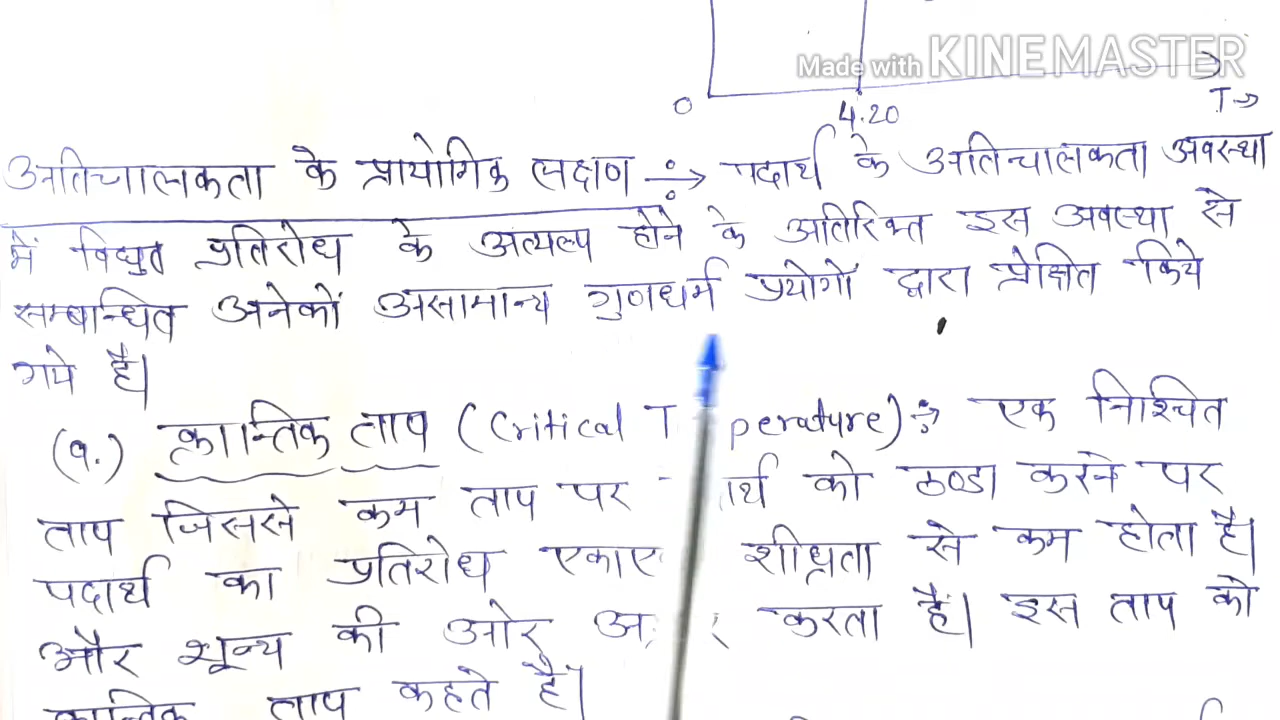 Made with KINEMASTER
0
4.20
T→
अतिचालकता के प्रायोगिक लक्षण ÷→ पदार्थ के अतिचालकता अवस्था
में विधुत प्रतिरोध के अत्यल्प होने के अतिरिक्त इस अवस्था से
सम्बन्धित अनेकों असामान्य गुणधर्म प्रयोगों द्वारा प्रेक्षित किये
गये है।
(१.) क्रान्तिक ताप (Critical T perature) ÷ एक निश्चित
ताप जिससे कम ताप पर को ठण्डा करने पर
पदार्थ का प्रतिरोध शीघ्रता से कम होता है।
और शून्य की ओर करता है। इस ताप को
क्रान्तिक ताप कहते हैं।